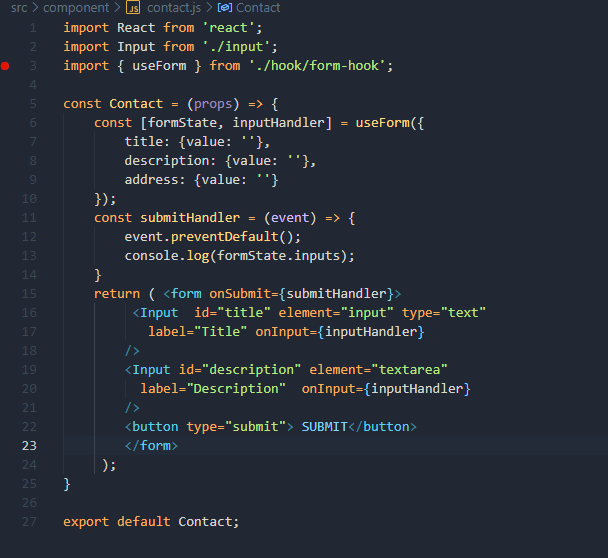 src > component > JS contact.js > Contact
1 import React from 'react';
2 import Input from './input';
3 import { useForm } from './hook/form-hook';
4
5 const Contact = (props) => {
6     const [formState, inputHandler] = useForm({
7         title: {value: ''},
8         description: {value: ''},
9         address: {value: ''}
10     });
11     const submitHandler = (event) => {
12         event.preventDefault();
13         console.log(formState.inputs);
14     }
15     return ( <form onSubmit={submitHandler}>
16          <Input  id="title" element="input" type="text"
17            label="Title" onInput={inputHandler}
18         />
19         <Input id="description" element="textarea"
20           label="Description"  onInput={inputHandler}
21         />
22         <button type="submit"> SUBMIT</button>
23         </form>
24      );
25 }
26
27 export default Contact;